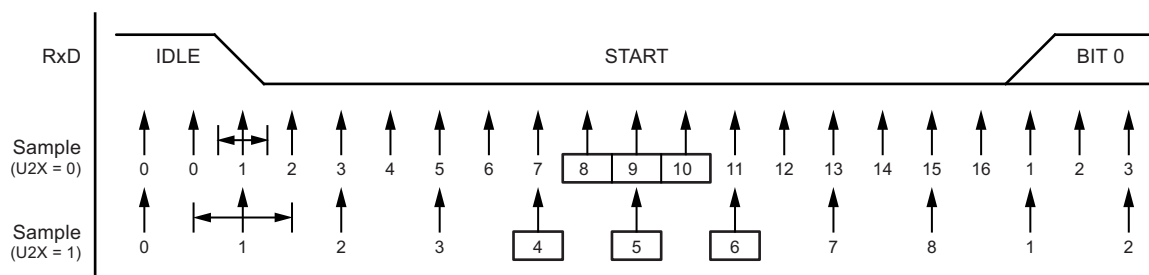 RxD IDLE START BIT 0
Sample
(U2X = 0) 0 0 1 2 3 4 5 6 7 8 9 10 11 12 13 14 15 16 1 2 3
Sample
(U2X = 1) 0 1 2 3 4 5 6 7 8 1 2